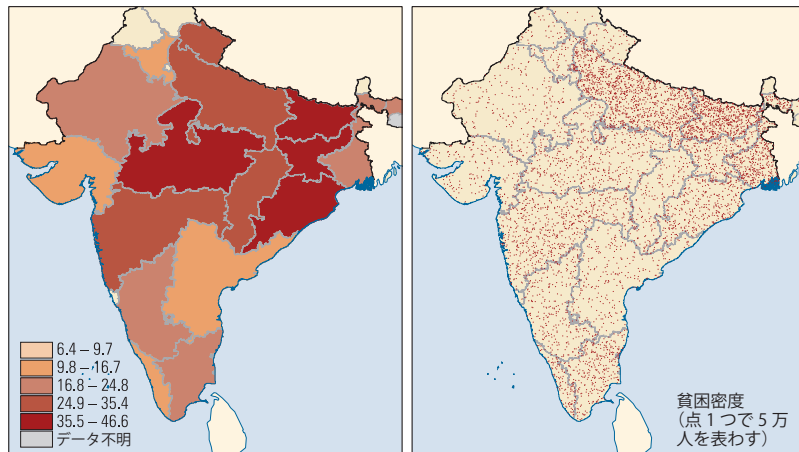 6.4 – 9.7
9.8 – 16.7
16.8 – 24.8
24.9 – 35.4
35.5 – 46.6
データ不明
貧困密度
（点 1 つで 5 万
人を表わす）